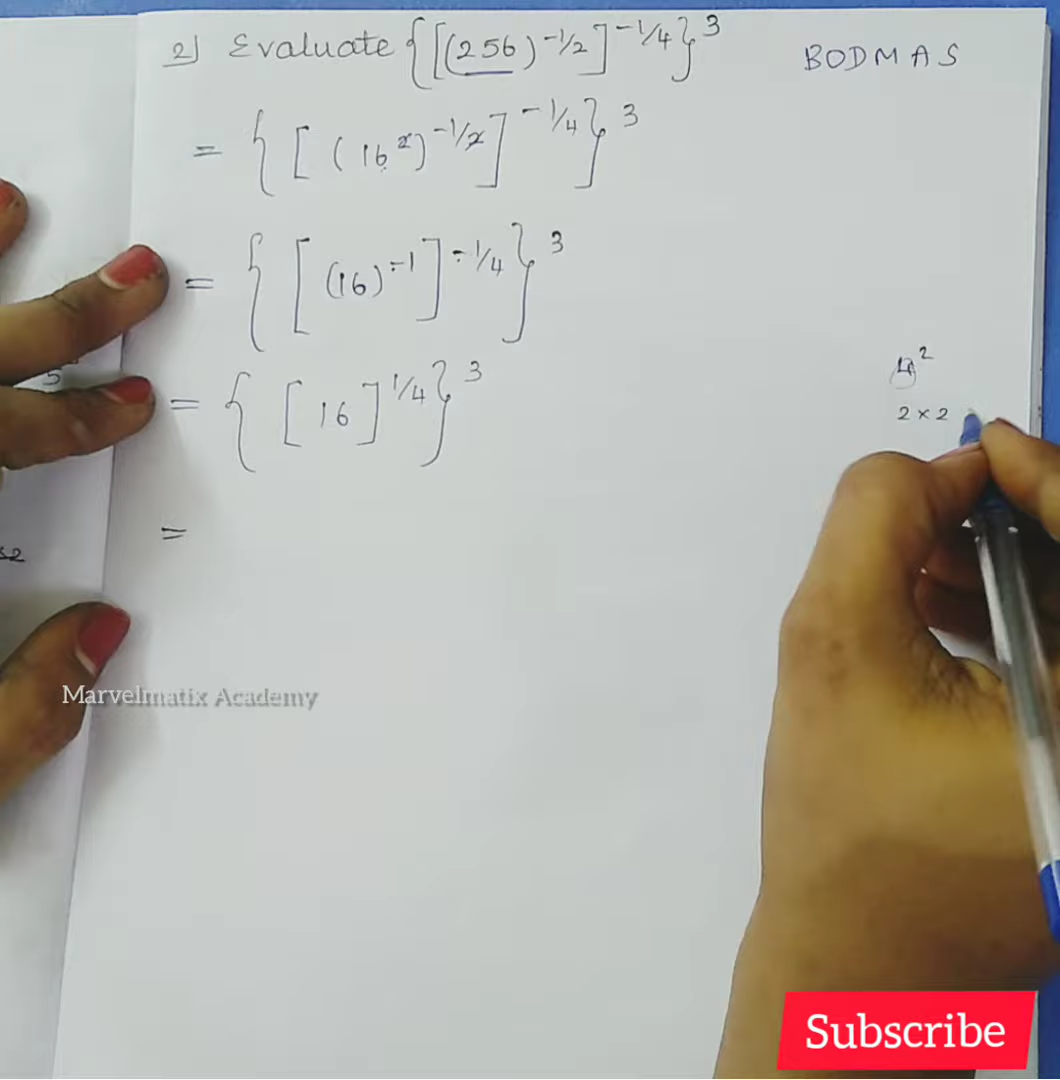 2) Evaluate {[(256)^-1/2]^-1/4}^3
BODMAS
= {[(16^2)^-1/2]^-1/4}^3
= {[(16)^-1]^-1/4}^3
= {[16]^1/4}^3
4^2
2 × 2
=
Marvelmatix Academy
Subscribe